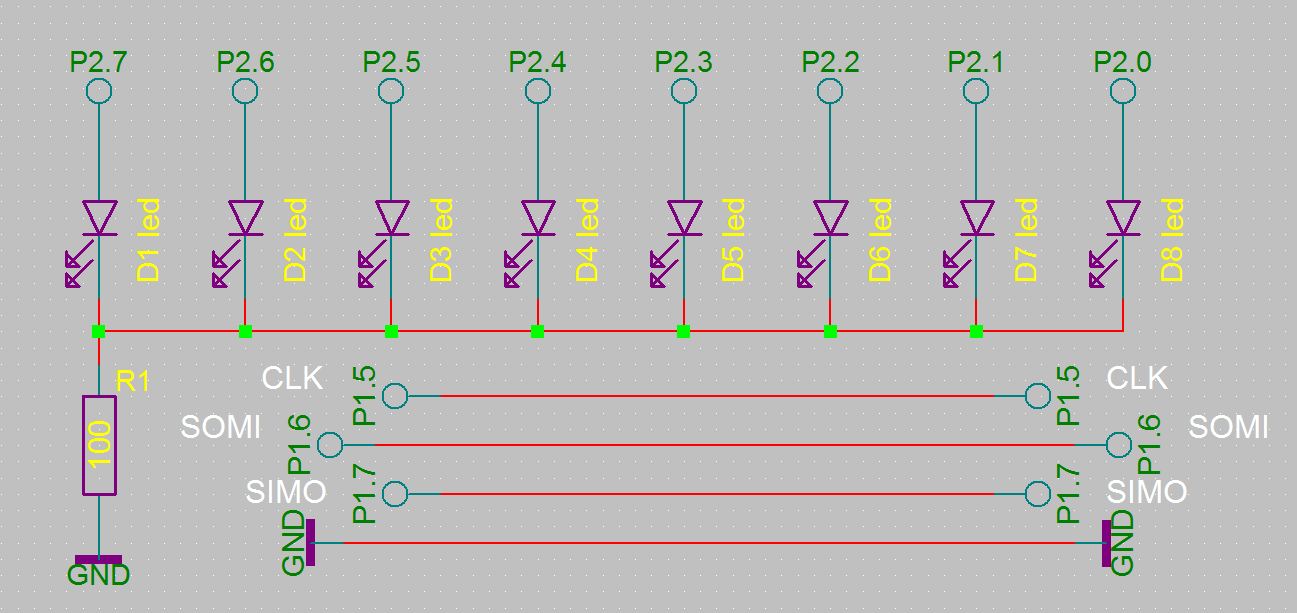 P2.7 P2.6 P2.5 P2.4 P2.3 P2.2 P2.1 P2.0
D1 led D2 led D3 led D4 led D5 led D6 led D7 led D8 led
R1
100
GND
CLK P1.5 P1.5 CLK
SOMI P1.6 P1.6 SOMI
SIMO P1.7 P1.7 SIMO
GND GND